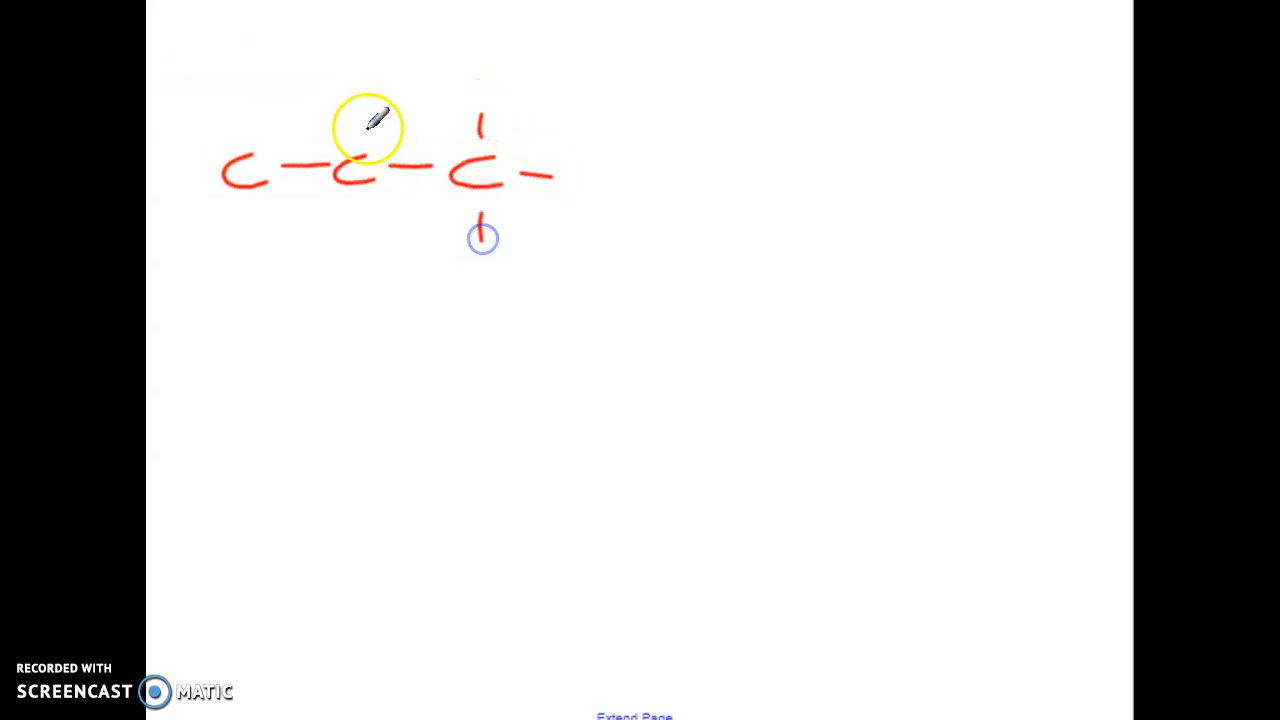 C - C - C -
RECORDED WITH
SCREENCAST MATIC
Extend Page